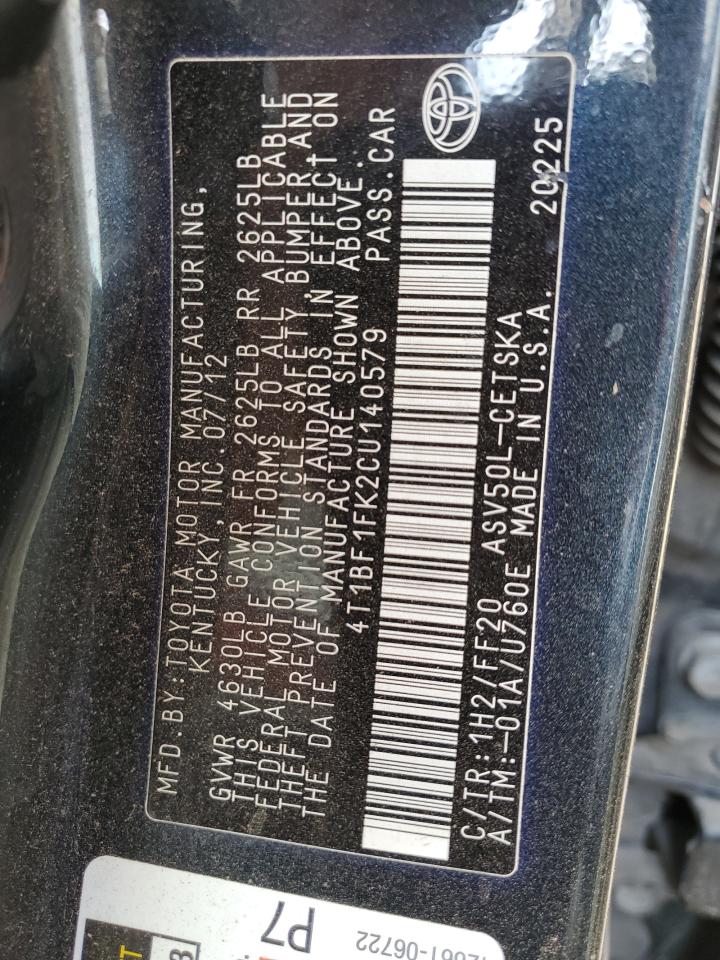 MFD.BY:TOYOTA MOTOR MANUFACTURING,
KENTUCKY, INC. 07/12
GVWR 4630LB GAWR FR 2625LB RR 2625LB
THIS VEHICLE CONFORMS TO ALL APPLICABLE
FEDERAL MOTOR VEHICLE SAFETY, BUMPER, AND
THEFT PREVENTION STANDARDS IN EFFECT ON
THE DATE OF MANUFACTURE SHOWN ABOVE.
4T1BF1FK2CU140579 PASS.CAR
C/TR:1H2/FF20 ASV50L-CETSKA
A/TM:-01A/U760E MADE IN U.S.A. 20225
P7